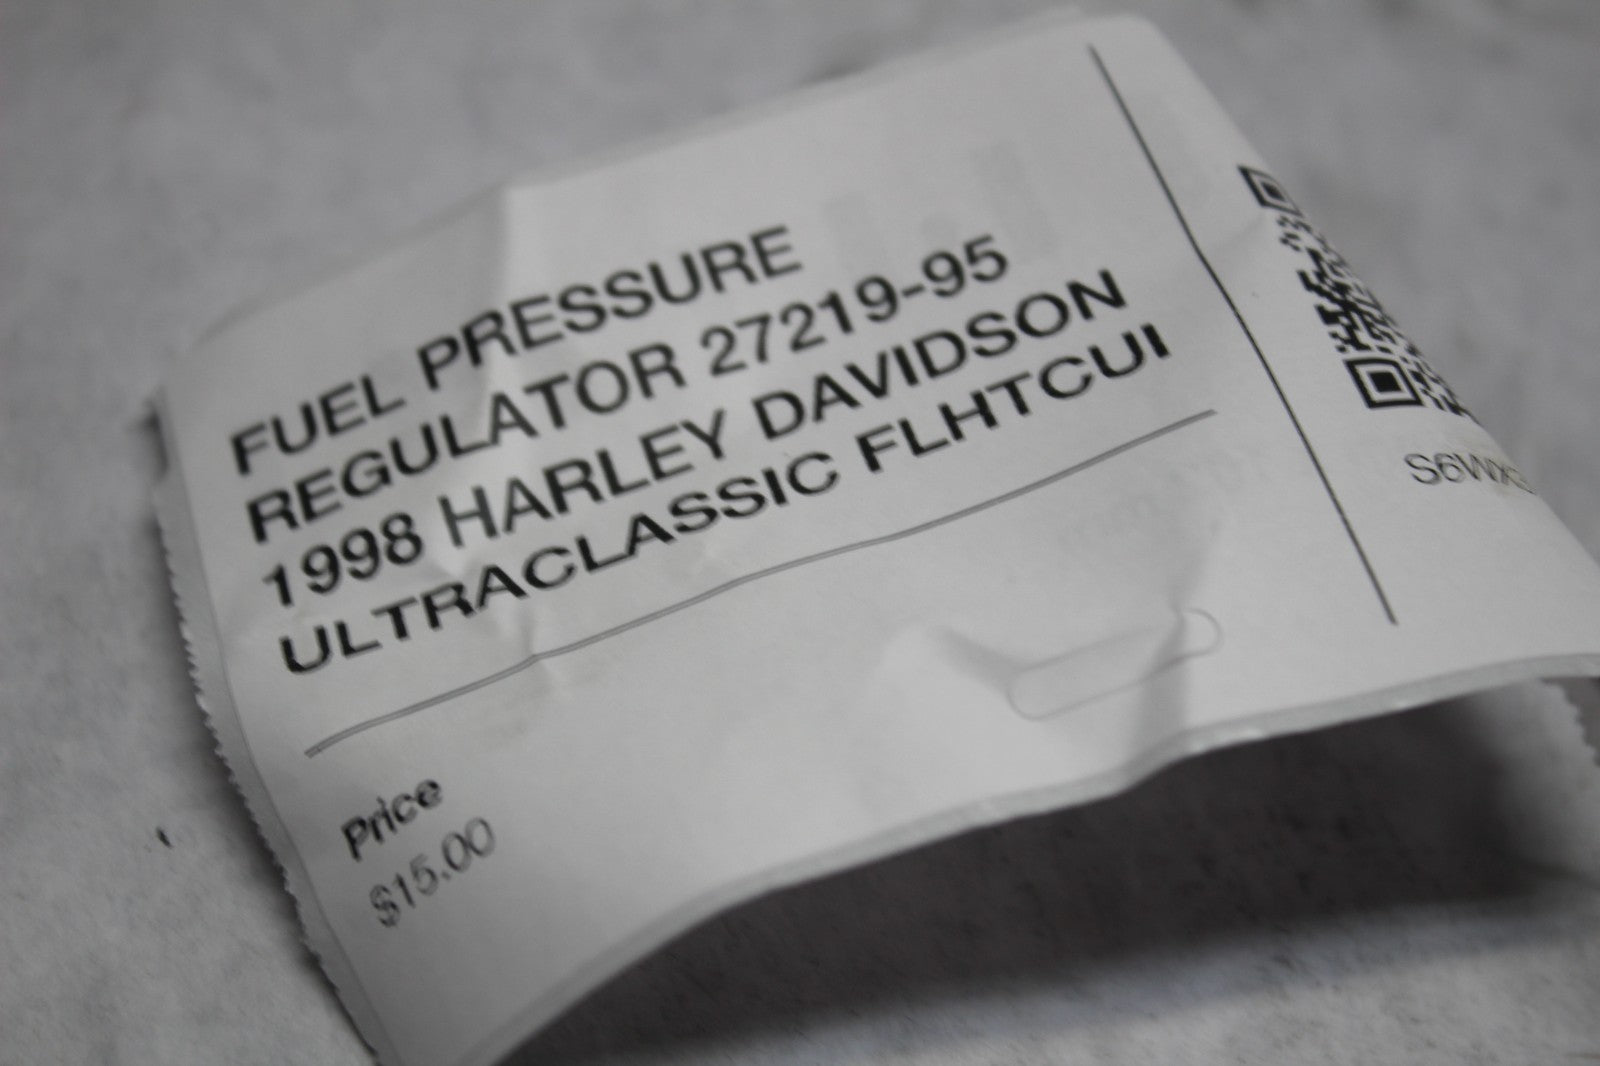 FUEL PRESSURE
REGULATOR 27219-95
1998 HARLEY DAVIDSON
ULTRACLASSIC FLHTCUI
Price
$15.00